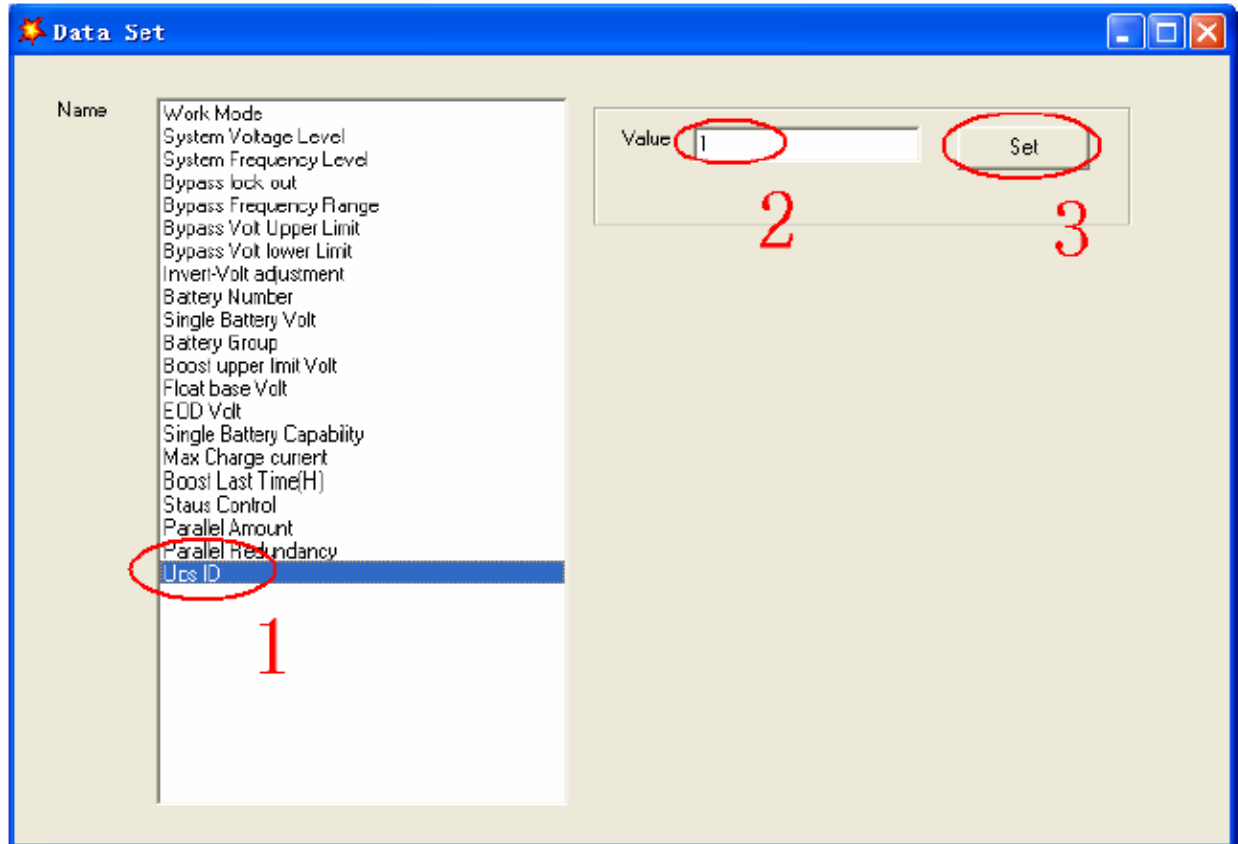 Data Set
Name
Work Mode
System Voltage Level
System Frequency Level
Bypass lock out
Bypass Frequency Range
Bypass Volt Upper Limit
Bypass Volt lower Limit
Invert-Volt adjustment
Battery Number
Single Battery Volt
Battery Group
Boost upper limit Volt
Float base Volt
EOD Volt
Single Battery Capability
Max Charge current
Boost Last Time(H)
Staus Control
Parallel Amount
Parallel Redundancy
Ups ID
1
Value
1
Set
2
3